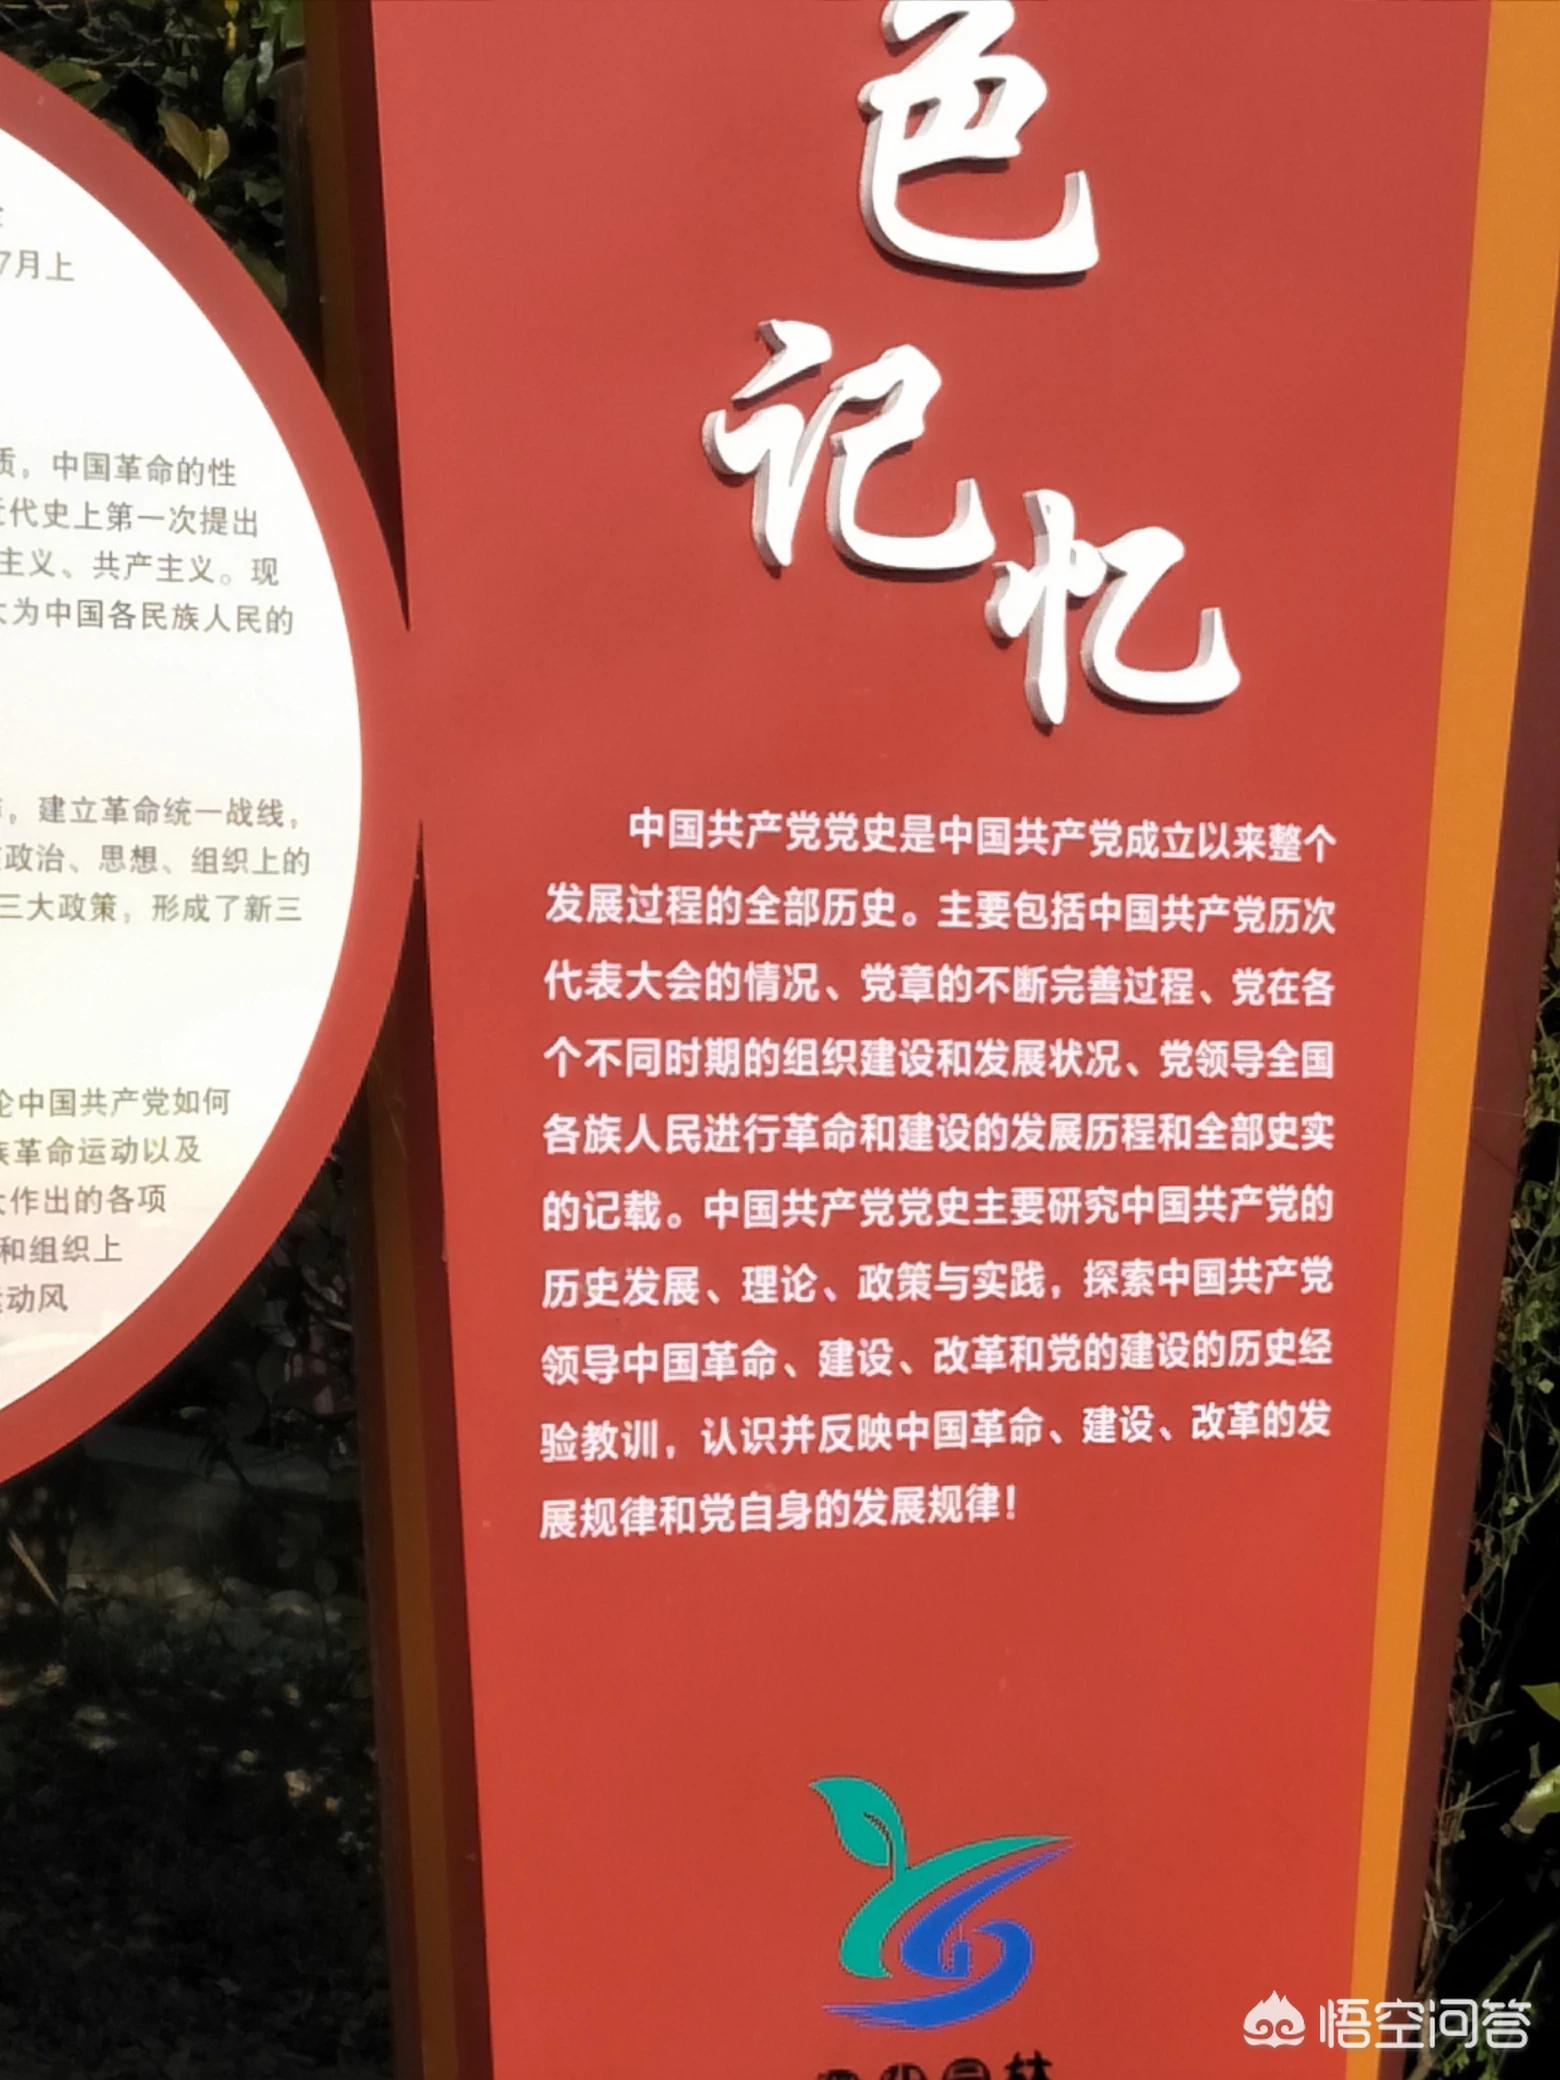 7月上
质，中国革命的性
近代史上第一次提出
主义、共产主义。现
大为中国各民族人民的
，建立革命统一战线，
政治、思想、组织上的
三大政策，形成了新三
论中国共产党如何
族革命运动以及
大作出的各项
和组织上
运动风
色
记
忆
中国共产党党史是中国共产党成立以来整个
发展过程的全部历史。主要包括中国共产党历次
代表大会的情况、党章的不断完善过程、党在各
个不同时期的组织建设和发展状况、党领导全国
各族人民进行革命和建设的发展历程和全部史实
的记载。中国共产党党史主要研究中国共产党的
历史发展、理论、政策与实践，探索中国共产党
领导中国革命、建设、改革和党的建设的历史经
验教训，认识并反映中国革命、建设、改革的发
展规律和党自身的发展规律！
悟空问答